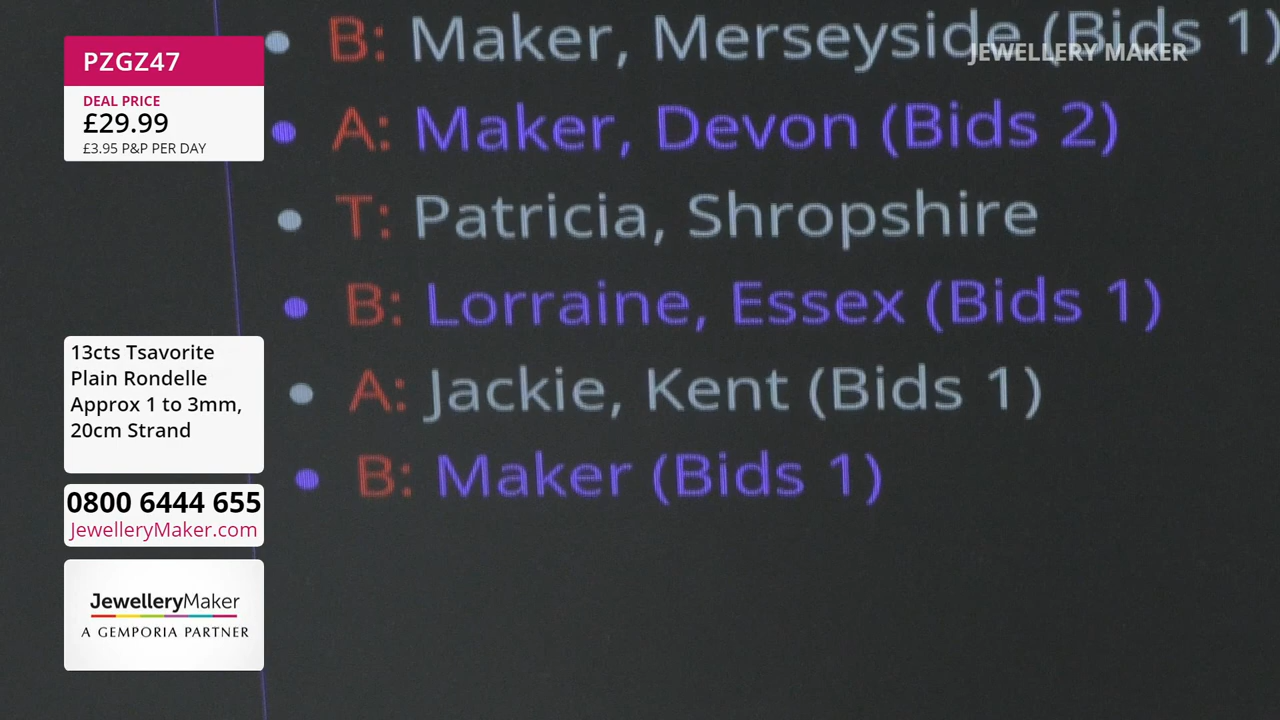 PZGZ47
DEAL PRICE
£29.99
£3.95 P&P PER DAY
13cts Tsavorite
Plain Rondelle
Approx 1 to 3mm,
20cm Strand
0800 6444 655
JewelleryMaker.com
JewelleryMaker
A GEMPORIA PARTNER
JEWELLERY MAKER
B: Maker, Merseyside (Bids 1)
A: Maker, Devon (Bids 2)
T: Patricia, Shropshire
B: Lorraine, Essex (Bids 1)
A: Jackie, Kent (Bids 1)
B: Maker (Bids 1)